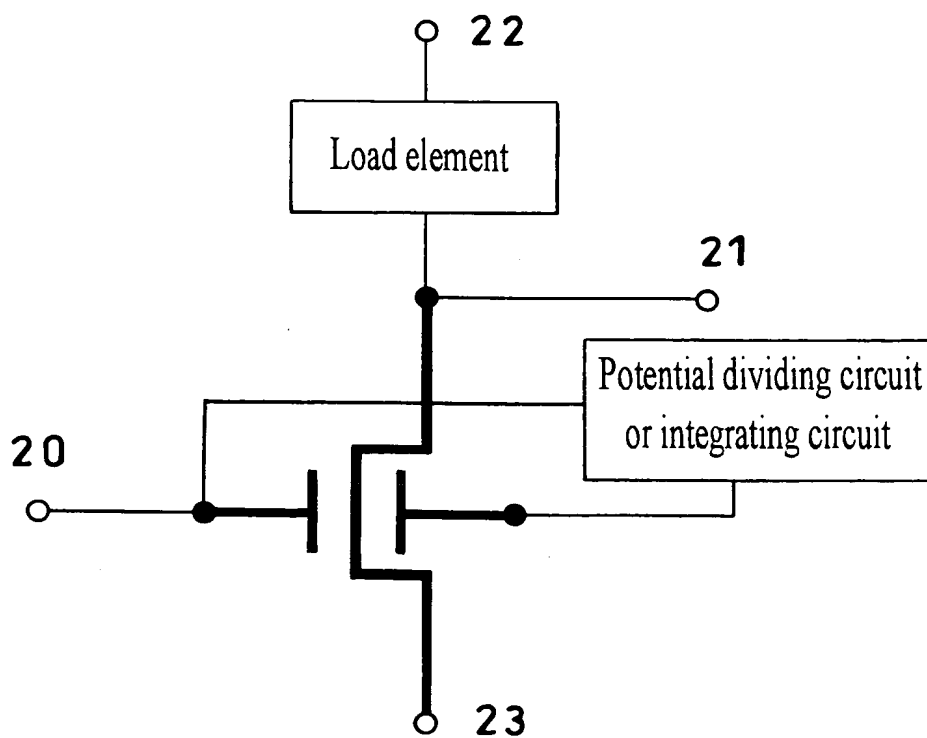 22
Load element
21
Potential dividing circuit
or integrating circuit
20
23